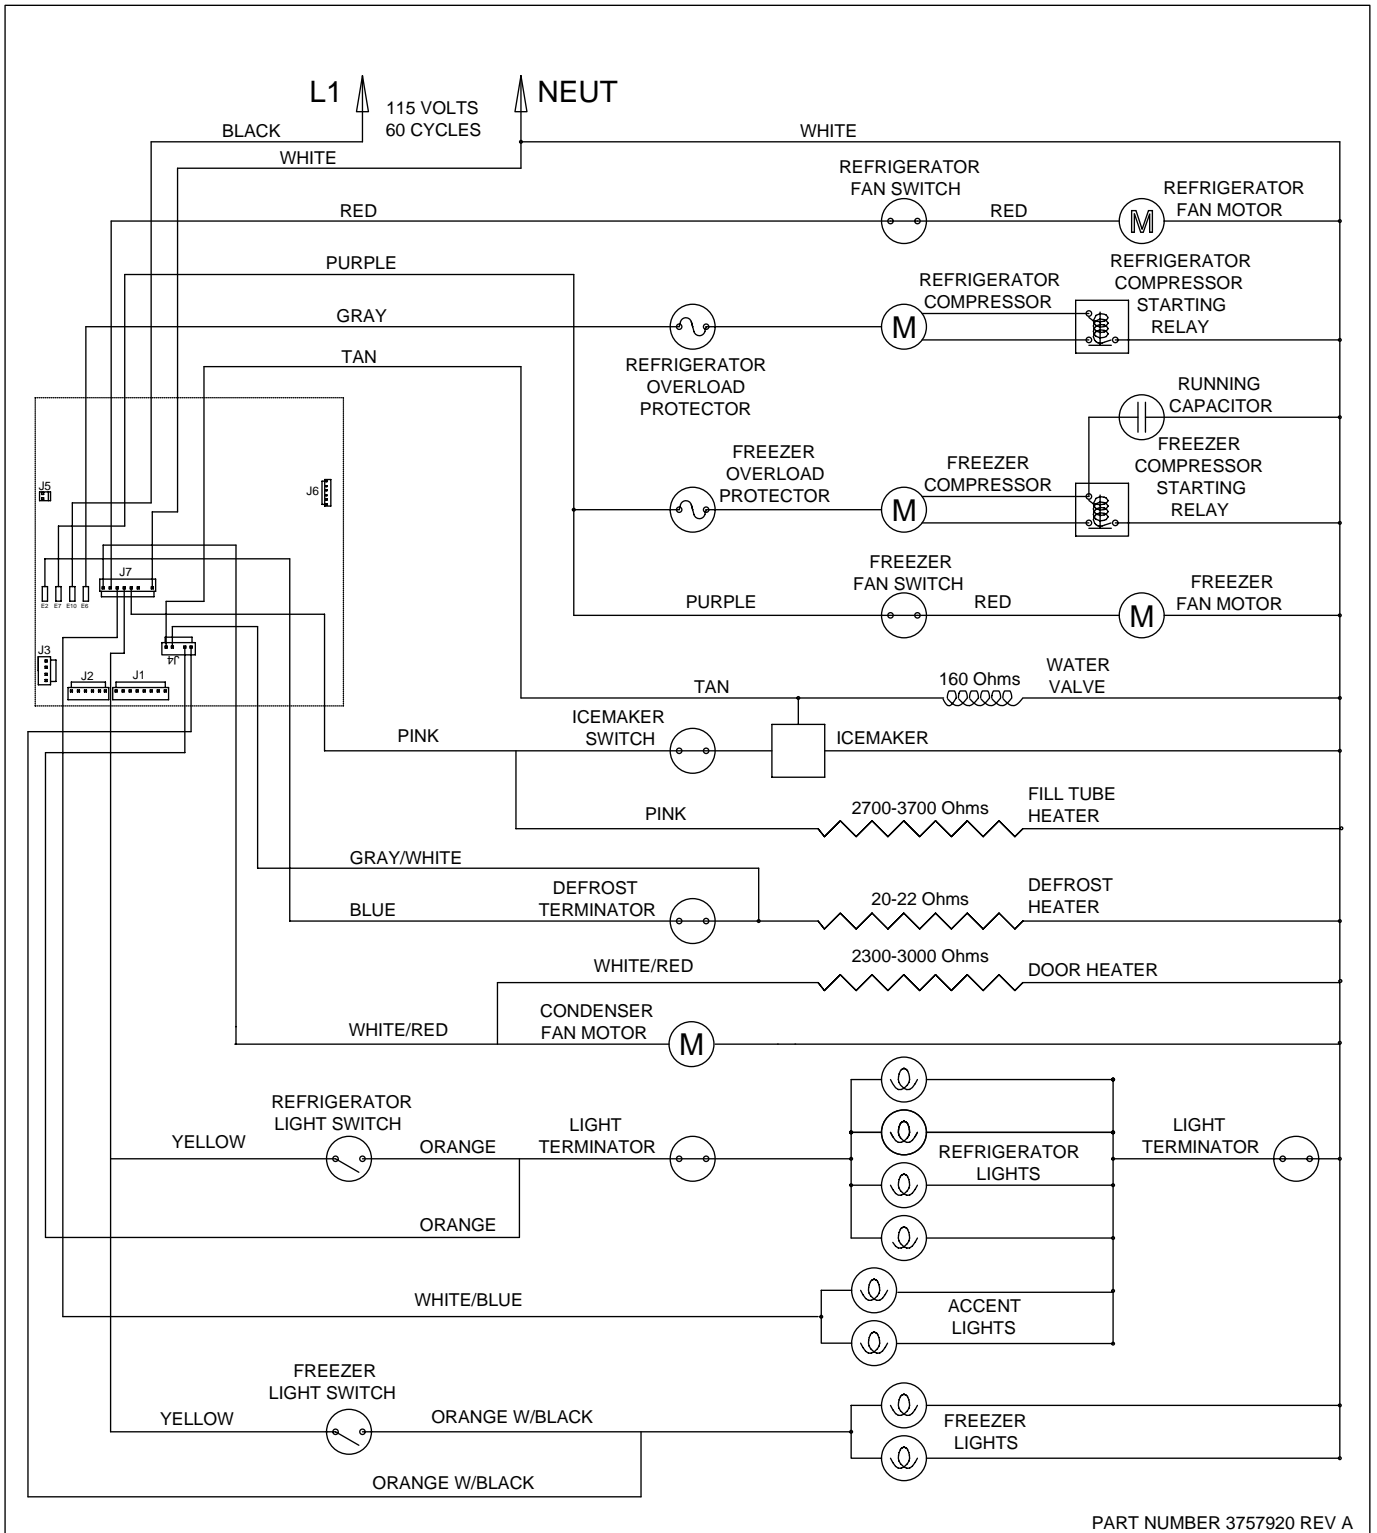 L1
NEUT
115 VOLTS
60 CYCLES
BLACK
WHITE
WHITE
REFRIGERATOR
FAN SWITCH
REFRIGERATOR
FAN MOTOR
RED
RED
M
PURPLE
REFRIGERATOR
COMPRESSOR
REFRIGERATOR
COMPRESSOR
STARTING
RELAY
GRAY
M
TAN
REFRIGERATOR
OVERLOAD
PROTECTOR
RUNNING
CAPACITOR
FREEZER
OVERLOAD
PROTECTOR
FREEZER
COMPRESSOR
FREEZER
COMPRESSOR
STARTING
RELAY
M
J5
J6
J7
E2
E7
E10
E6
FREEZER
FAN SWITCH
FREEZER
FAN MOTOR
PURPLE
RED
M
J3
J4
J2
J1
TAN
160 Ohms
WATER
VALVE
PINK
ICEMAKER
SWITCH
ICEMAKER
PINK
2700-3700 Ohms
FILL TUBE
HEATER
GRAY/WHITE
BLUE
DEFROST
TERMINATOR
20-22 Ohms
DEFROST
HEATER
WHITE/RED
2300-3000 Ohms
DOOR HEATER
WHITE/RED
CONDENSER
FAN MOTOR
M
REFRIGERATOR
LIGHT SWITCH
YELLOW
ORANGE
LIGHT
TERMINATOR
REFRIGERATOR
LIGHTS
LIGHT
TERMINATOR
ORANGE
WHITE/BLUE
ACCENT
LIGHTS
FREEZER
LIGHT SWITCH
YELLOW
ORANGE W/BLACK
FREEZER
LIGHTS
ORANGE W/BLACK
PART NUMBER 3757920 REV A